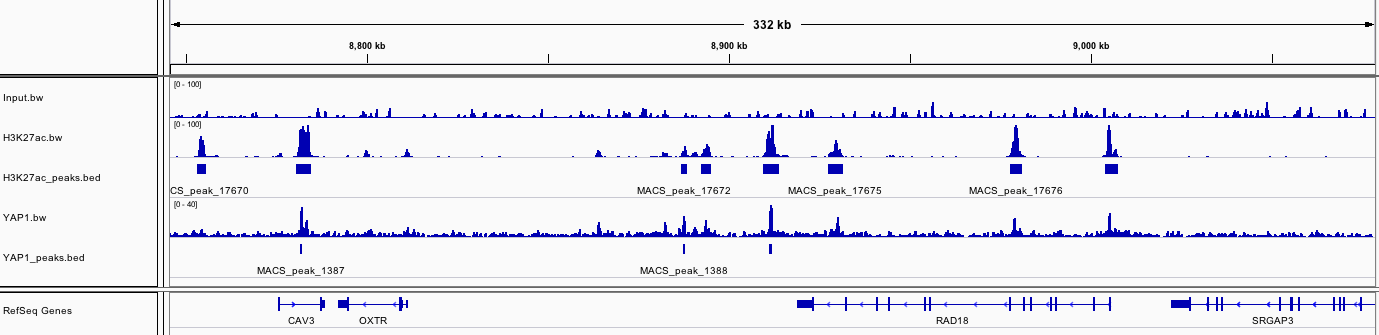 332 kb
8,800 kb 8,900 kb 9,000 kb
Input.bw [0 - 100]
H3K27ac.bw [0 - 100]
H3K27ac_peaks.bed
CS_peak_17670 MACS_peak_17672 MACS_peak_17675 MACS_peak_17676
YAP1.bw [0 - 40]
YAP1_peaks.bed
MACS_peak_1387 MACS_peak_1388
RefSeq Genes
CAV3 OXTR RAD18 SRGAP3